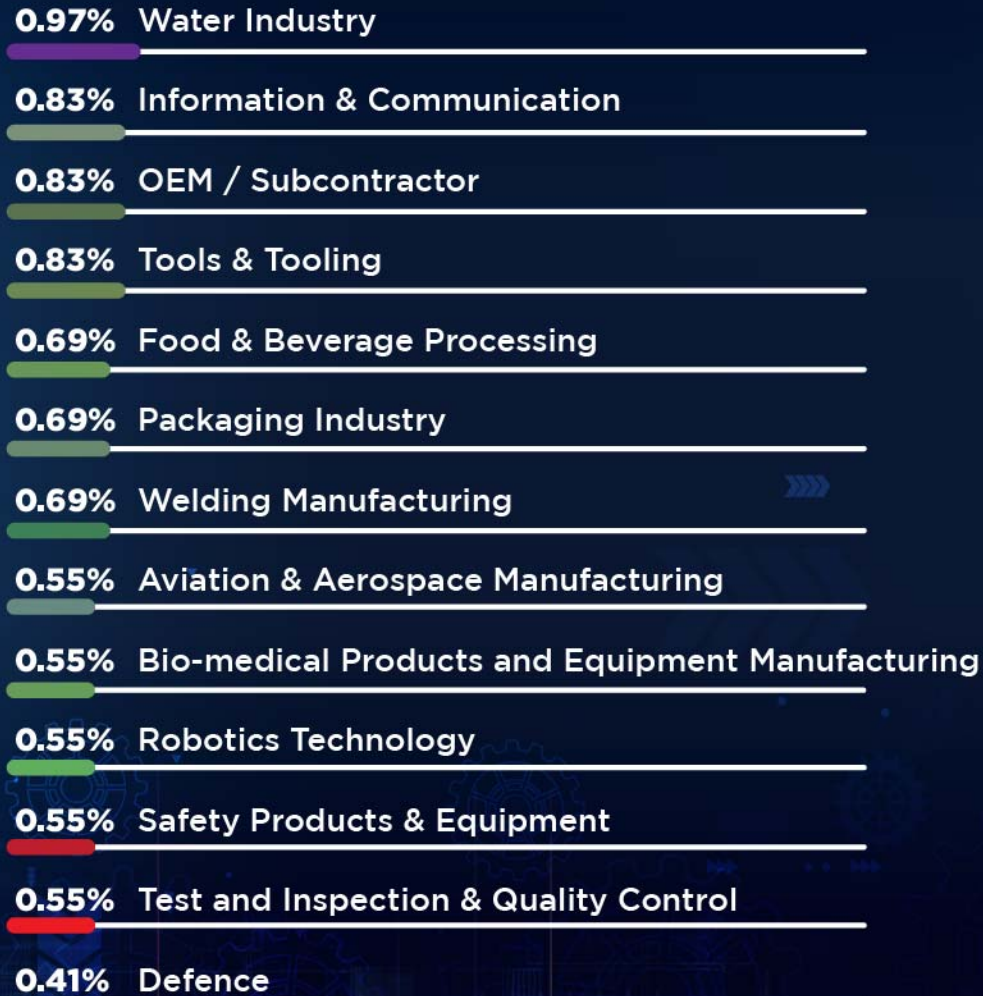 0.97% Water Industry
0.83% Information & Communication
0.83% OEM / Subcontractor
0.83% Tools & Tooling
0.69% Food & Beverage Processing
0.69% Packaging Industry
0.69% Welding Manufacturing
0.55% Aviation & Aerospace Manufacturing
0.55% Bio-medical Products and Equipment Manufacturing
0.55% Robotics Technology
0.55% Safety Products & Equipment
0.55% Test and Inspection & Quality Control
0.41% Defence